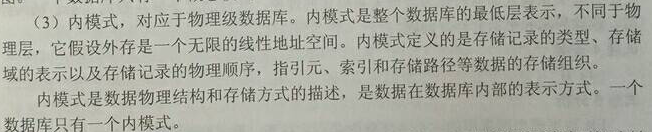 （3）内模式，对应于物理级数据库。内模式是整个数据库的最低层表示，不同于物
理层，它假设外存是一个无限的线性地址空间。内模式定义的是存储记录的类型、存储
域的表示以及存储记录的物理顺序，指引元、索引和存储路径等数据的存储组织。
内模式是数据物理结构和存储方式的描述，是数据在数据库内部的表示方式。一个
数据库只有一个内模式。